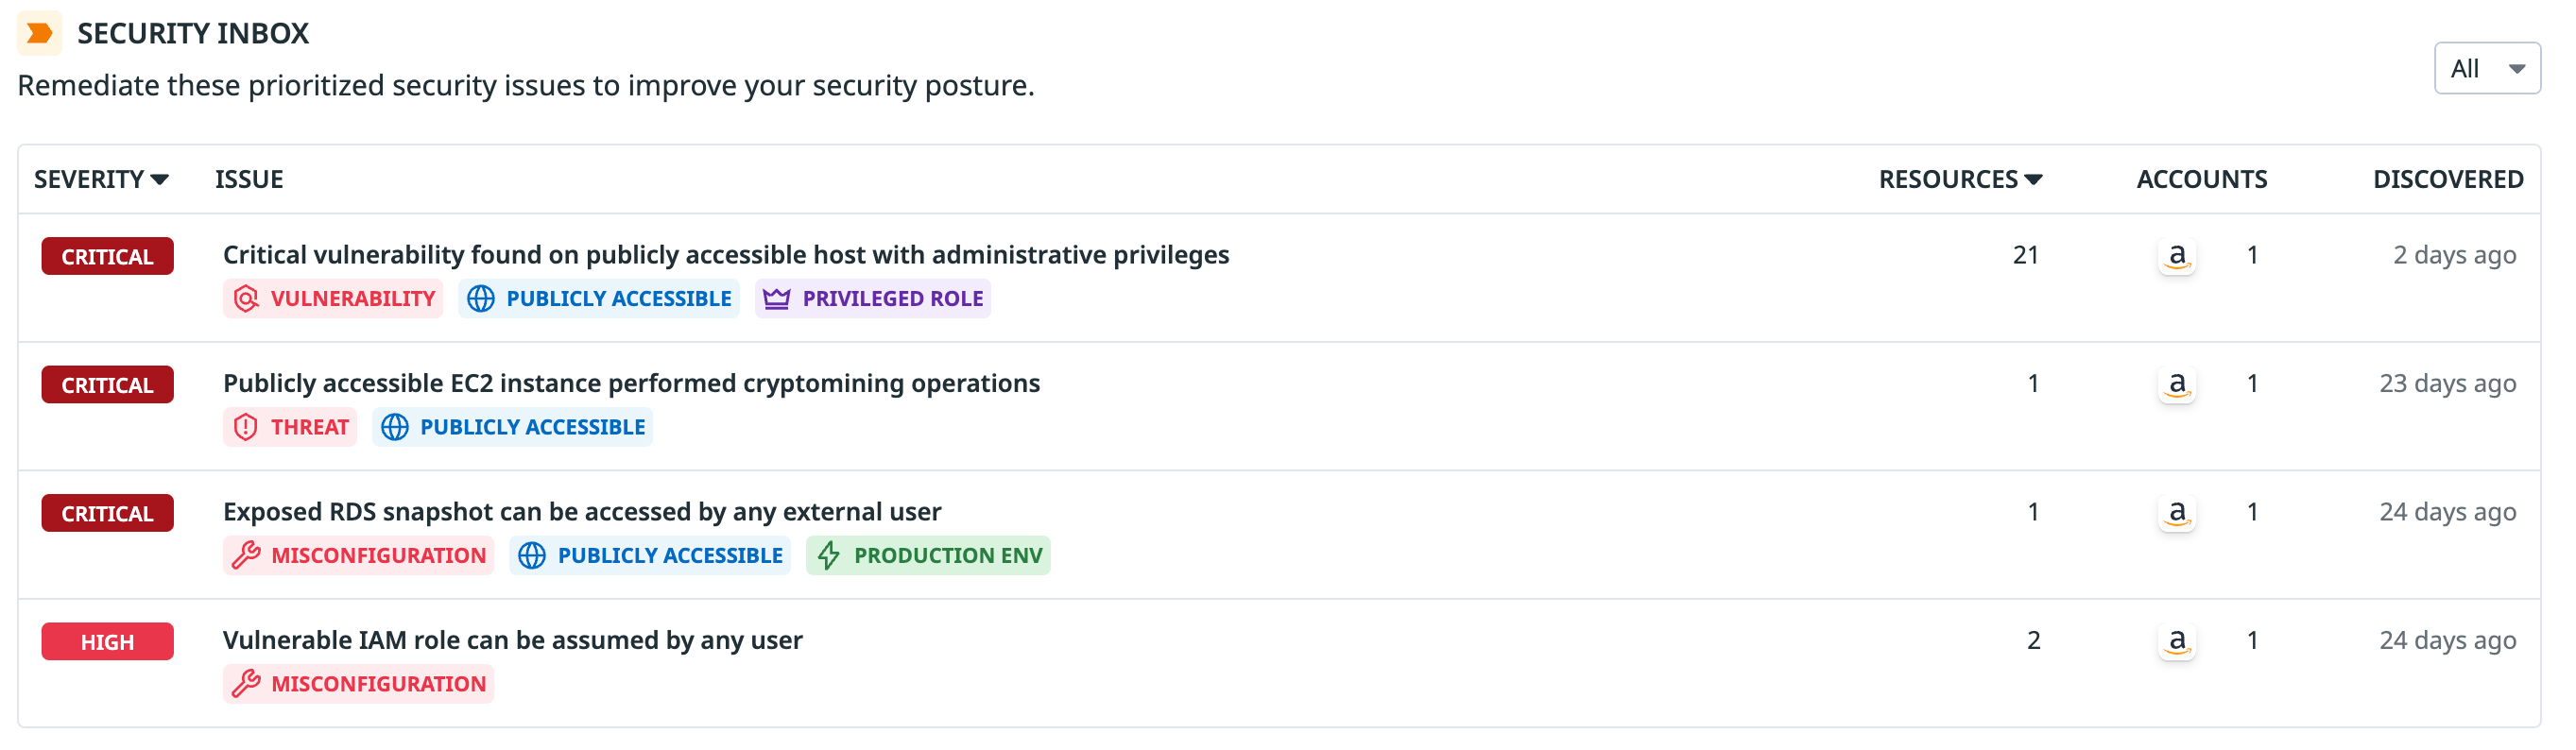 SECURITY INBOX
Remediate these prioritized security issues to improve your security posture.
All
SEVERITY ISSUE RESOURCES ACCOUNTS DISCOVERED
CRITICAL Critical vulnerability found on publicly accessible host with administrative privileges 21 a 1 2 days ago
VULNERABILITY PUBLICLY ACCESSIBLE PRIVILEGED ROLE
CRITICAL Publicly accessible EC2 instance performed cryptomining operations 1 a 1 23 days ago
THREAT PUBLICLY ACCESSIBLE
CRITICAL Exposed RDS snapshot can be accessed by any external user 1 a 1 24 days ago
MISCONFIGURATION PUBLICLY ACCESSIBLE PRODUCTION ENV
HIGH Vulnerable IAM role can be assumed by any user 2 a 1 24 days ago
MISCONFIGURATION